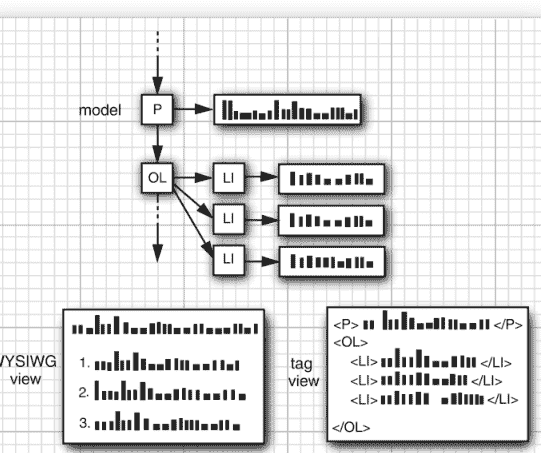 model
P
OL
LI
LI
LI
WYSIWG
view
1.
2.
3.
tag
view
<P> </P>
<OL>
<LI> </LI>
<LI> </LI>
<LI> </LI>
</OL>